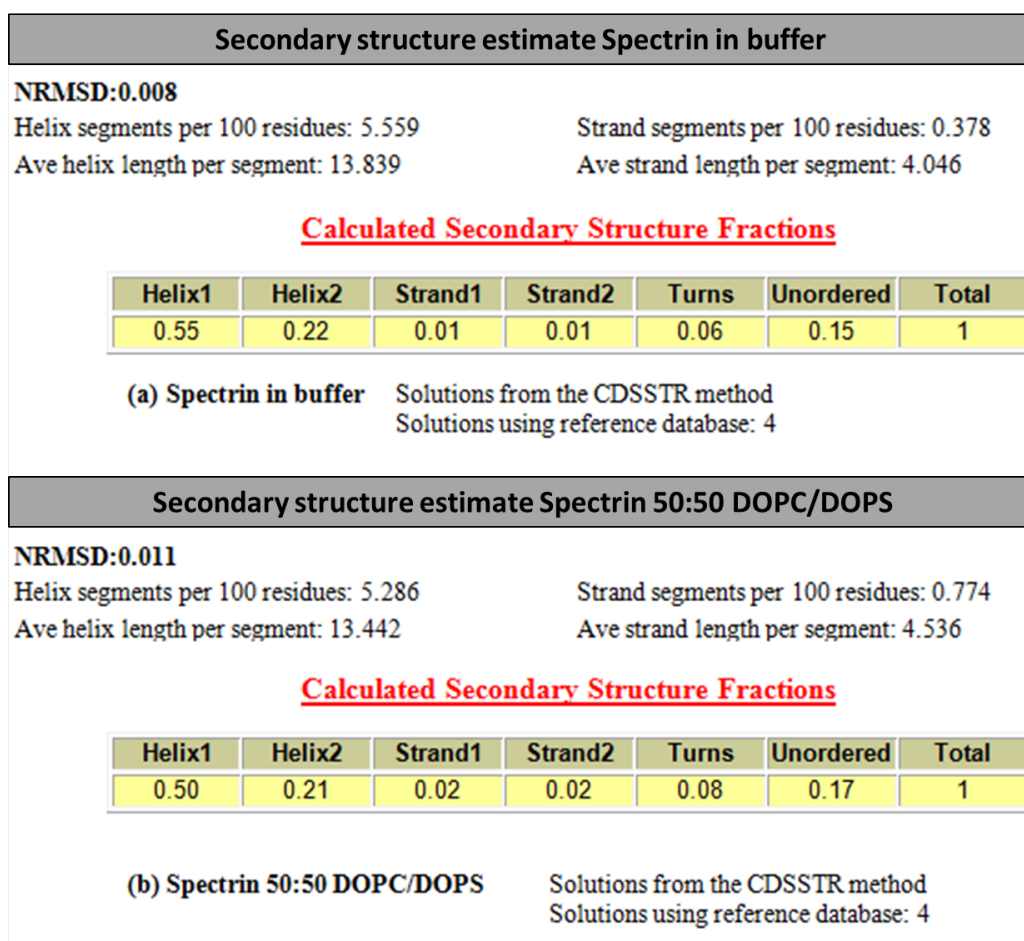 Secondary structure estimate Spectrin in buffer
NRMSD:0.008
Helix segments per 100 residues: 5.559 Strand segments per 100 residues: 0.378
Ave helix length per segment: 13.839 Ave strand length per segment: 4.046
Calculated Secondary Structure Fractions
Helix1 Helix2 Strand1 Strand2 Turns Unordered Total
0.55 0.22 0.01 0.01 0.06 0.15 1
(a) Spectrin in buffer Solutions from the CDSSTR method
Solutions using reference database: 4
Secondary structure estimate Spectrin 50:50 DOPC/DOPS
NRMSD:0.011
Helix segments per 100 residues: 5.286 Strand segments per 100 residues: 0.774
Ave helix length per segment: 13.442 Ave strand length per segment: 4.536
Calculated Secondary Structure Fractions
Helix1 Helix2 Strand1 Strand2 Turns Unordered Total
0.50 0.21 0.02 0.02 0.08 0.17 1
(b) Spectrin 50:50 DOPC/DOPS Solutions from the CDSSTR method
Solutions using reference database: 4